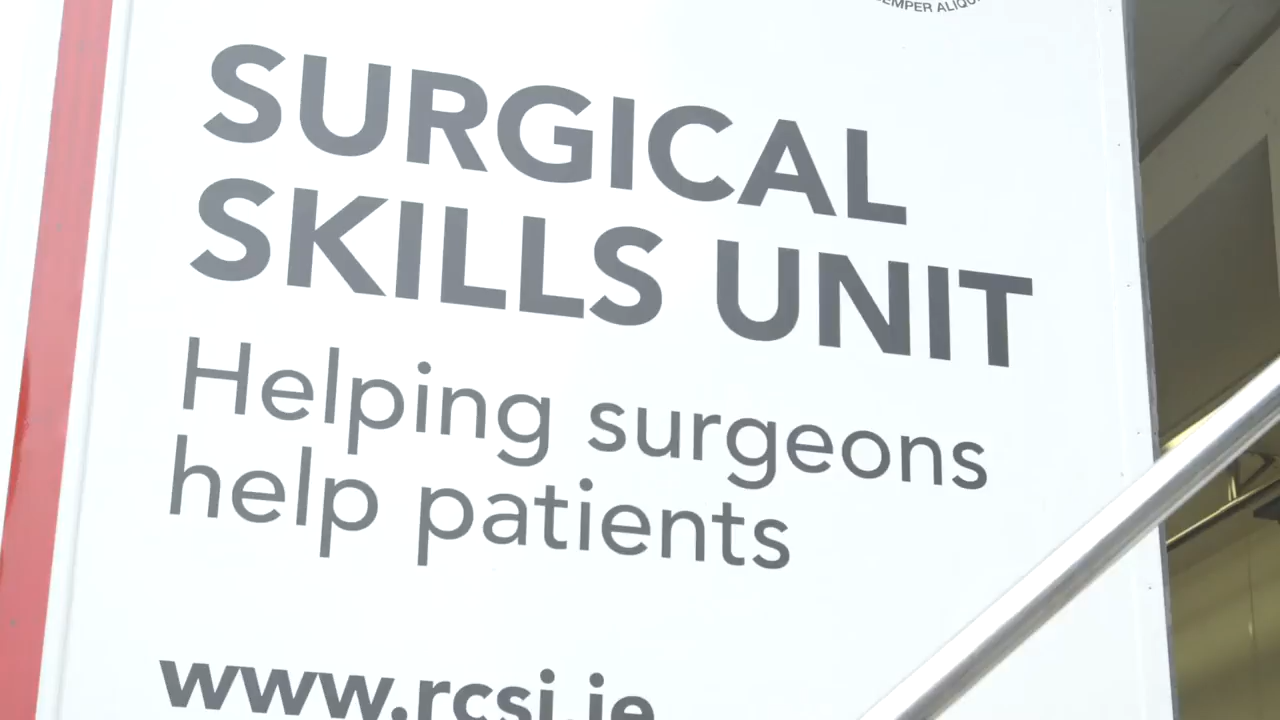 SURGICAL
SKILLS UNIT
Helping surgeons
help patients
www.rcsi.ie